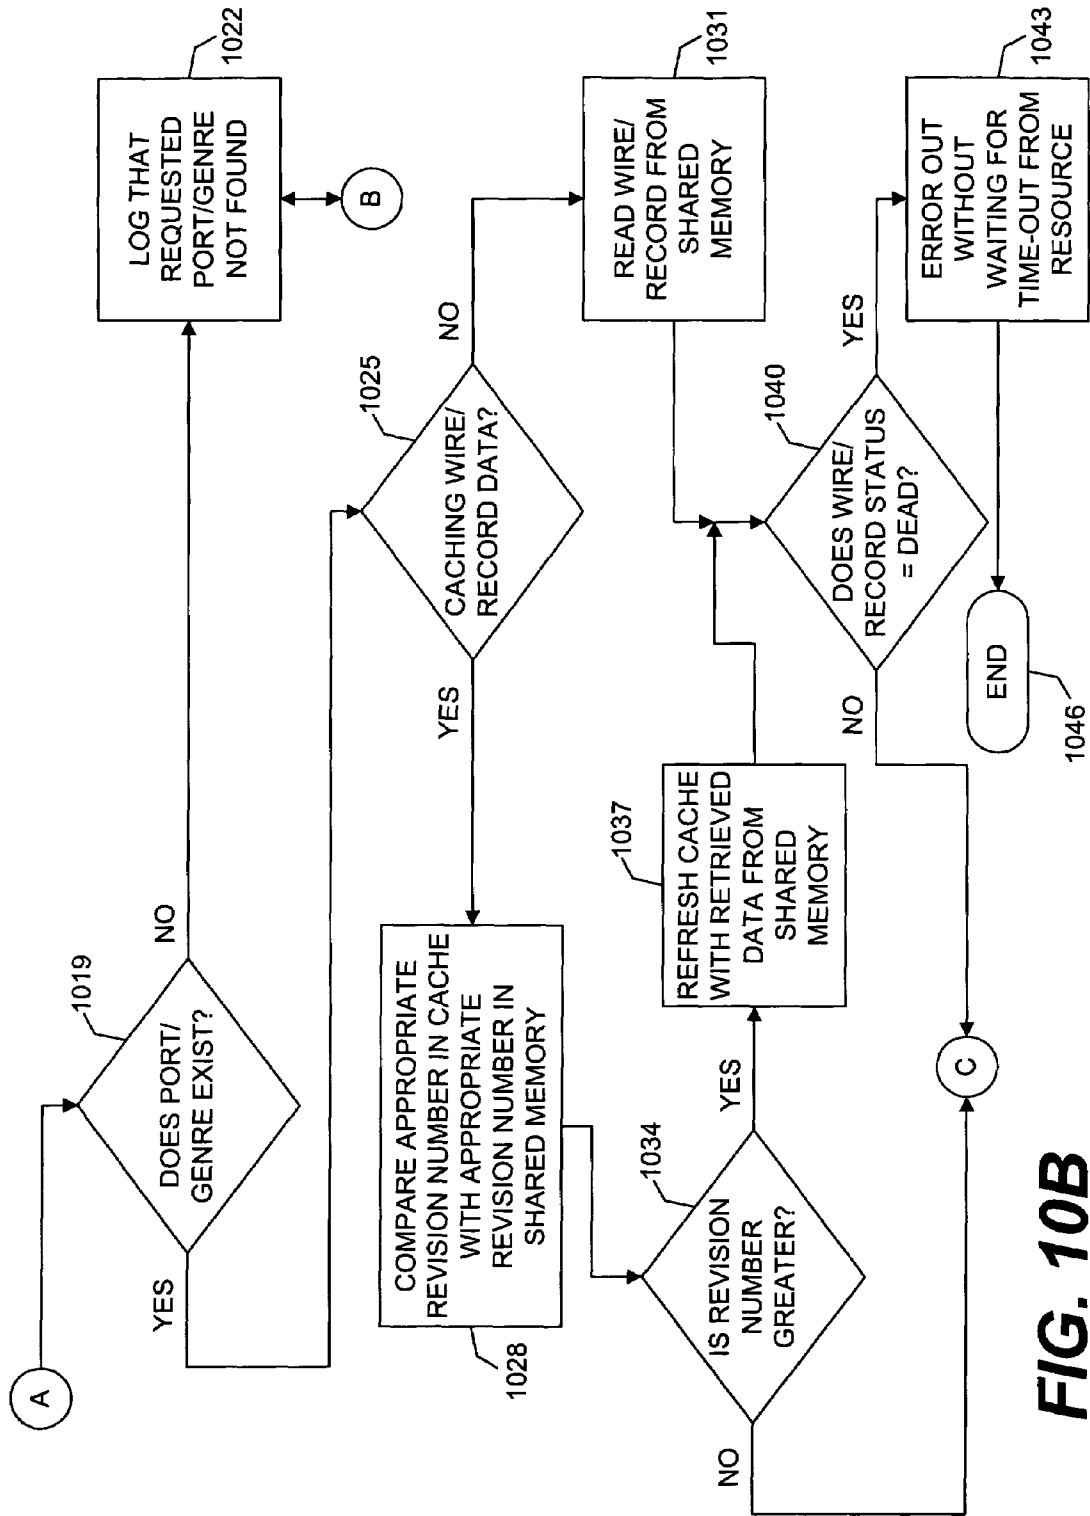 A
DOES PORT/
GENRE EXIST?
1019
NO
YES
LOG THAT
REQUESTED
PORT/GENRE
NOT FOUND
1022
B
CACHING WIRE/
RECORD DATA?
1025
NO
YES
COMPARE APPROPRIATE
REVISION NUMBER IN CACHE
WITH APPROPRIATE
REVISION NUMBER IN
SHARED MEMORY
1028
READ WIRE/
RECORD FROM
SHARED
MEMORY
1031
IS REVISION
NUMBER
GREATER?
1034
YES
NO
REFRESH CACHE
WITH RETRIEVED
DATA FROM
SHARED
MEMORY
1037
DOES WIRE/
RECORD STATUS
= DEAD?
1040
YES
NO
ERROR OUT
WITHOUT
WAITING FOR
TIME-OUT FROM
RESOURCE
1043
END
1046
C
FIG. 10B